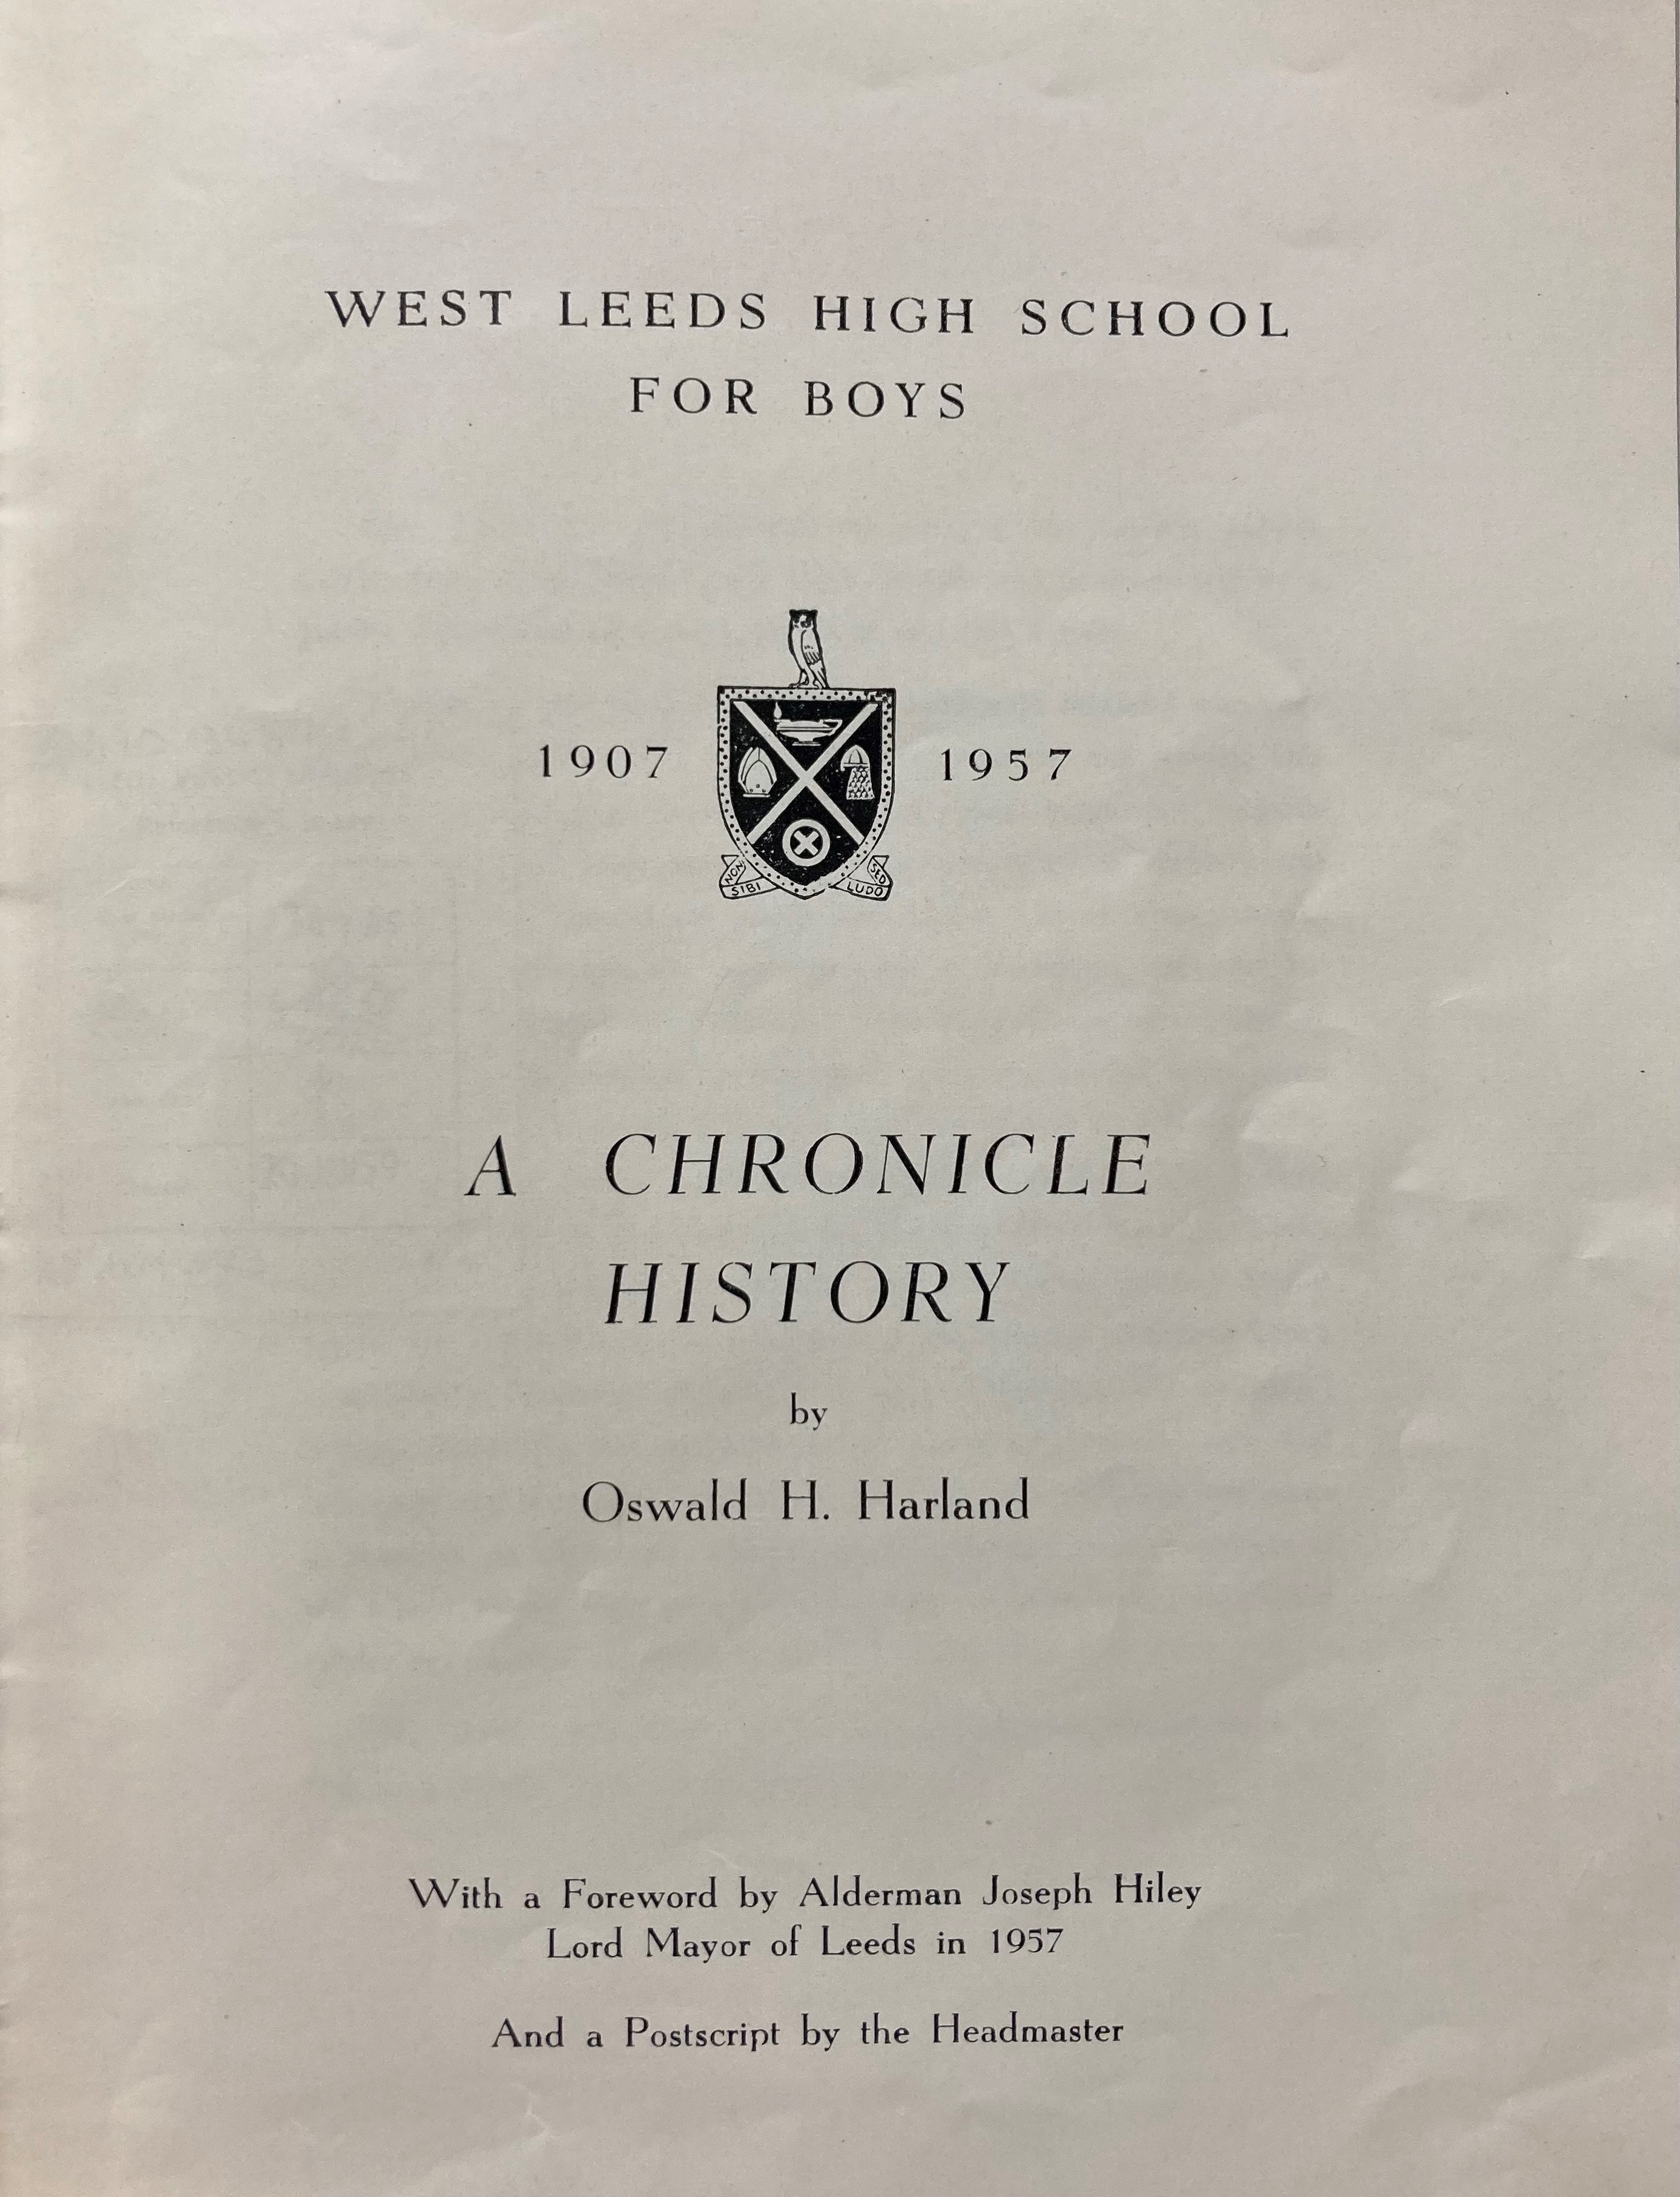 WEST LEEDS HIGH SCHOOL
FOR BOYS
1907 1957
NON SED
SIBI LUDO
A CHRONICLE
HISTORY
by
Oswald H. Harland
With a Foreword by Alderman Joseph Hiley
Lord Mayor of Leeds in 1957
And a Postscript by the Headmaster